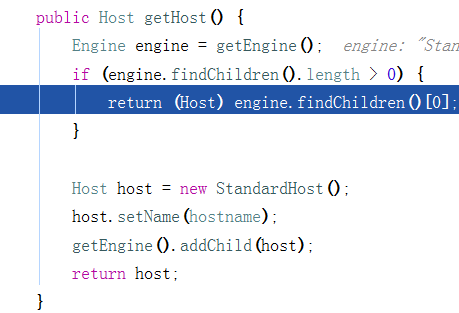 public Host getHost() {
Engine engine = getEngine(); engine: "Stan
if (engine.findChildren().length > 0) {
return (Host) engine.findChildren()[0];
}
Host host = new StandardHost();
host.setName(hostname);
getEngine().addChild(host);
return host;
}